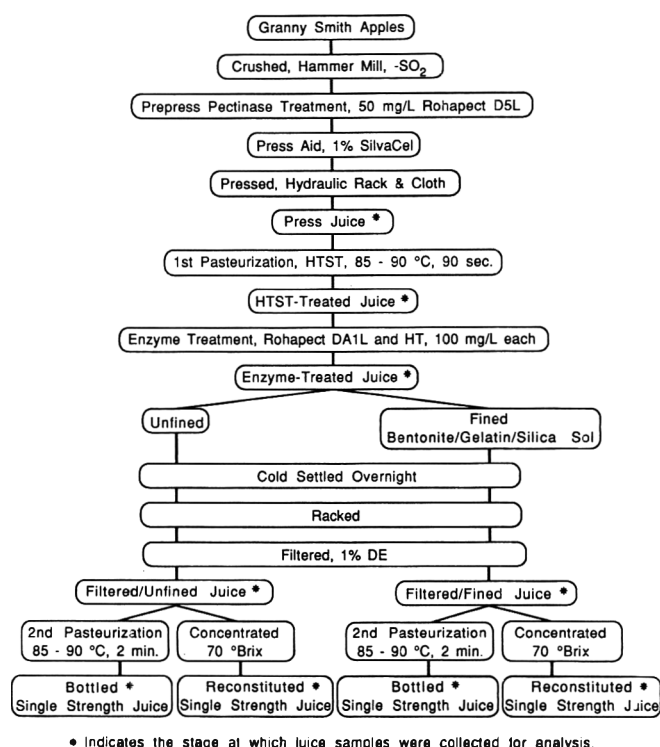 Granny Smith Apples
Crushed, Hammer Mill, -SO2
Prepress Pectinase Treatment, 50 mg/L Rohapect D5L
Press Aid, 1% SilvaCel
Pressed, Hydraulic Rack & Cloth
Press Juice *
1st Pasteurization, HTST, 85 - 90 °C, 90 sec.
HTST-Treated Juice *
Enzyme Treatment, Rohapect DA1L and HT, 100 mg/L each
Enzyme-Treated Juice *
Unfined
Fined
Bentonite/Gelatin/Silica Sol
Cold Settled Overnight
Racked
Filtered, 1% DE
Filtered/Unfined Juice *
Filtered/Fined Juice *
2nd Pasteurization
85 - 90 °C, 2 min.
Concentrated
70 °Brix
2nd Pasteurization
85 - 90 °C, 2 min.
Concentrated
70 °Brix
Bottled *
Single Strength Juice
Reconstituted *
Single Strength Juice
Bottled *
Single Strength Juice
Reconstituted *
Single Strength Juice
* Indicates the stage at which juice samples were collected for analysis.